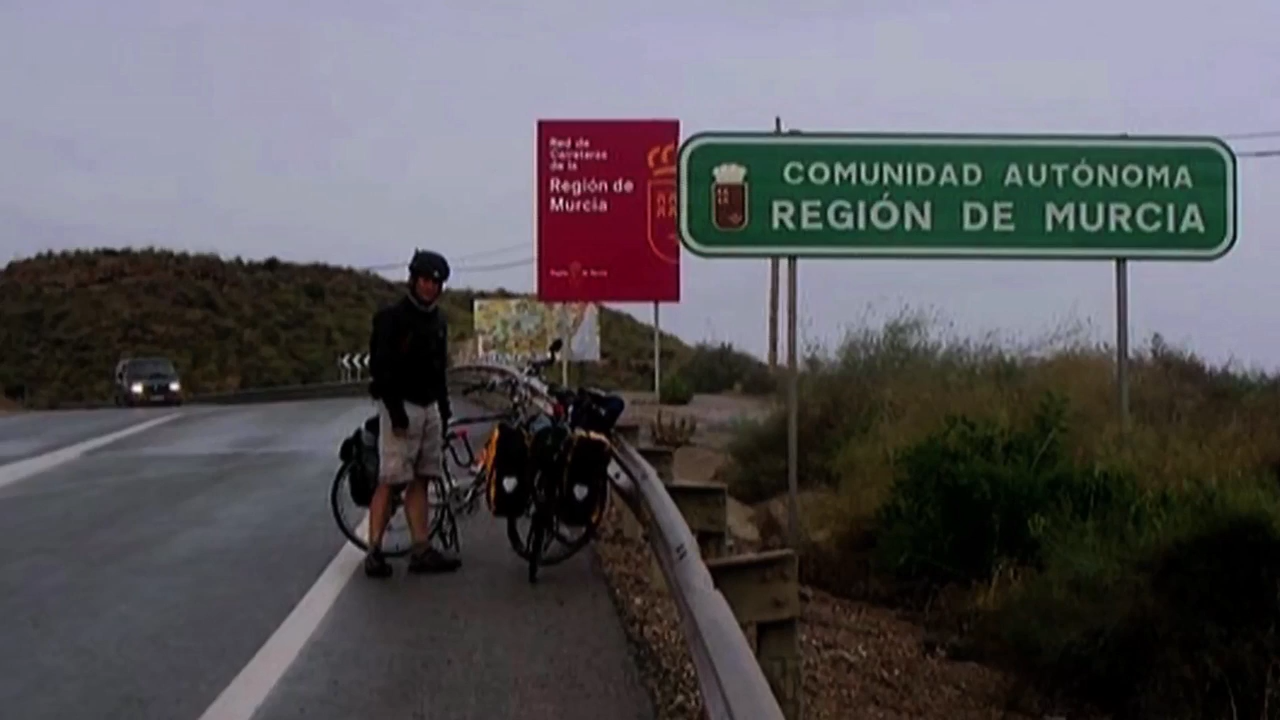 Red de
Carreteras
de la
Región de
Murcia
COMUNIDAD AUTÓNOMA
REGIÓN DE MURCIA